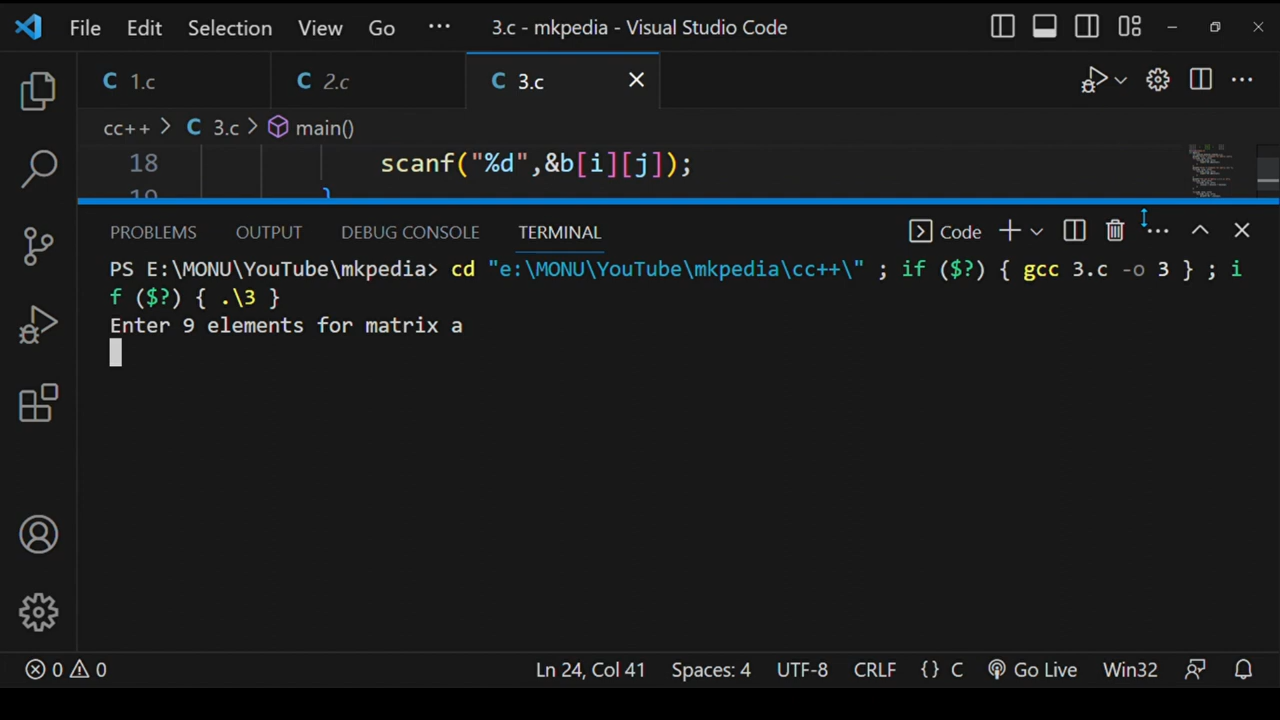 File Edit Selection View Go ··· 3.c - mkpedia - Visual Studio Code
C 1.c C 2.c C 3.c
cc++ > C 3.c > main()
18 scanf("%d",&b[i][j]);
19 }
PROBLEMS OUTPUT DEBUG CONSOLE TERMINAL Code
PS E:\MONU\YouTube\mkpedia> cd "e:\MONU\YouTube\mkpedia\cc++\" ; if ($?) { gcc 3.c -o 3 } ; i
f ($?) { .\3 }
Enter 9 elements for matrix a
0 0 Ln 24, Col 41 Spaces: 4 UTF-8 CRLF {} C Go Live Win32